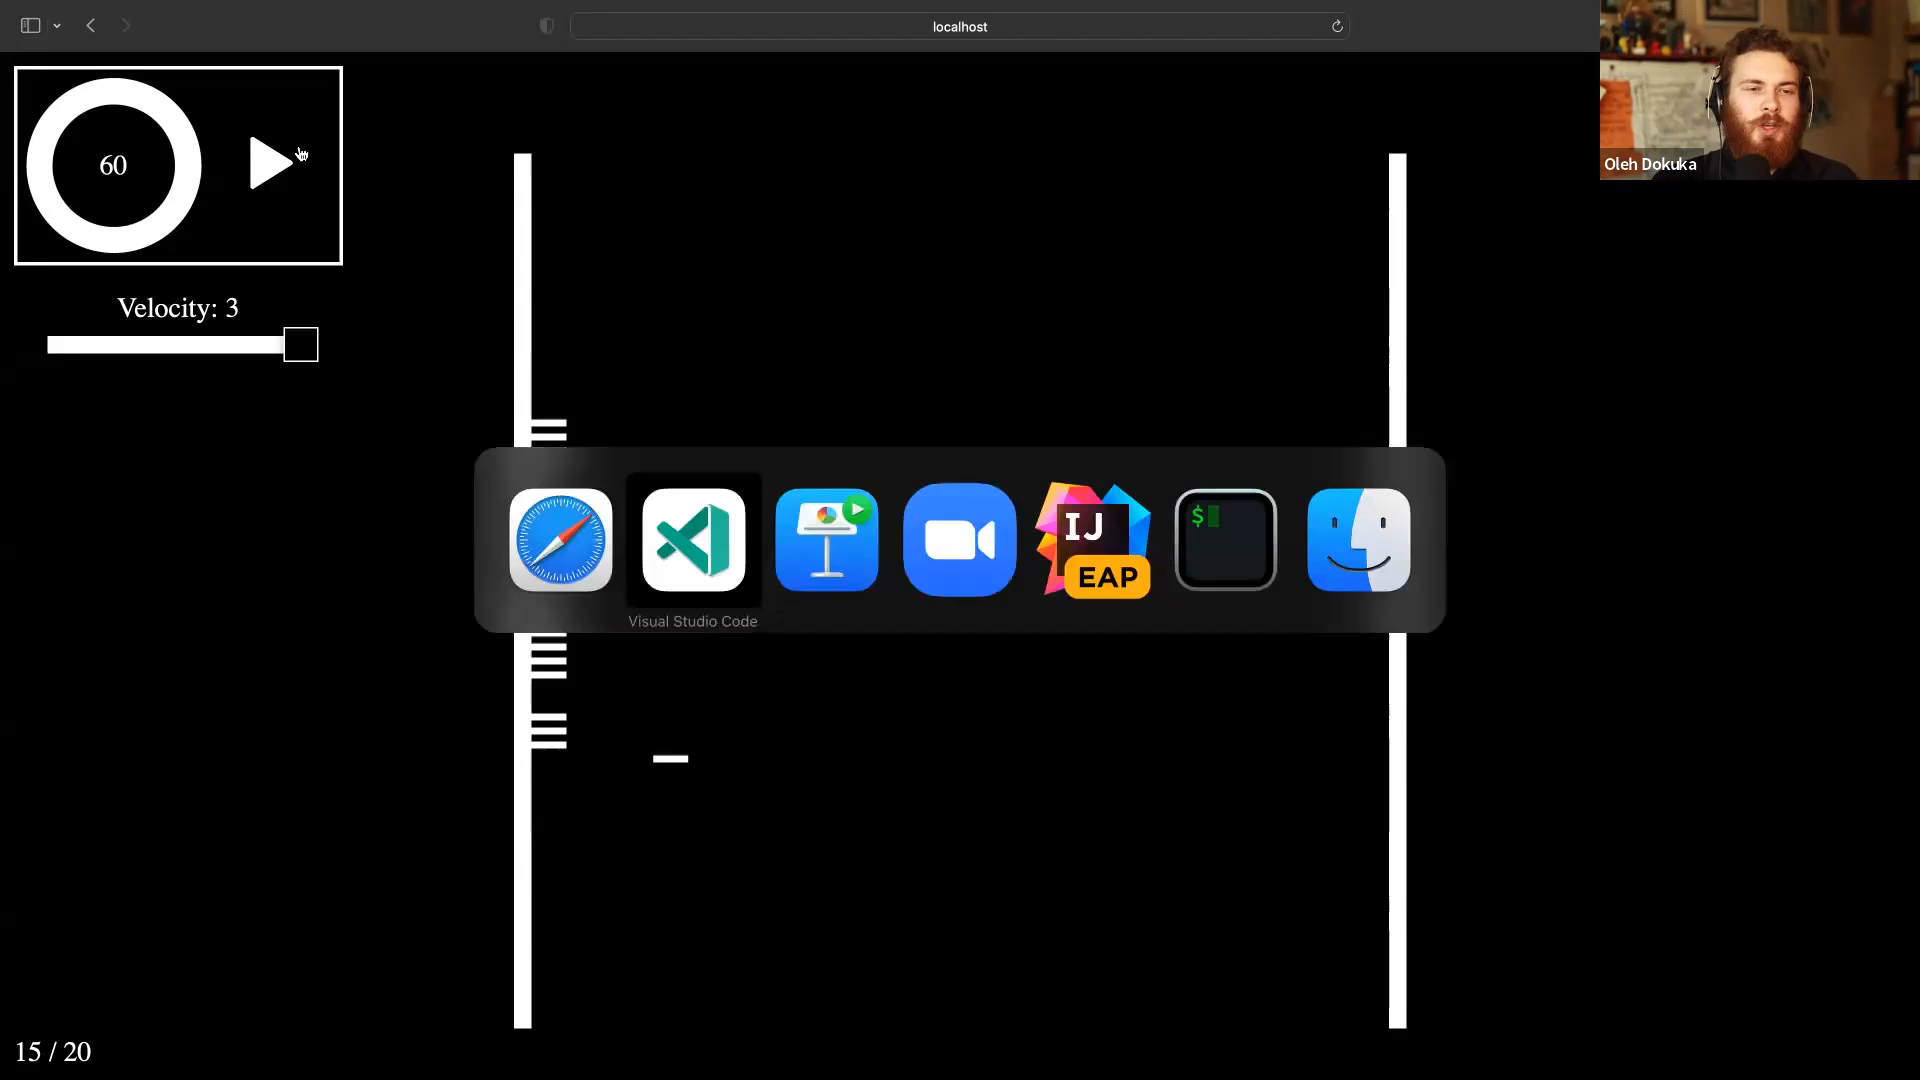 localhost
Oleh Dokuka
60
Velocity: 3
$
IJ
EAP
Visual Studio Code
15 / 20